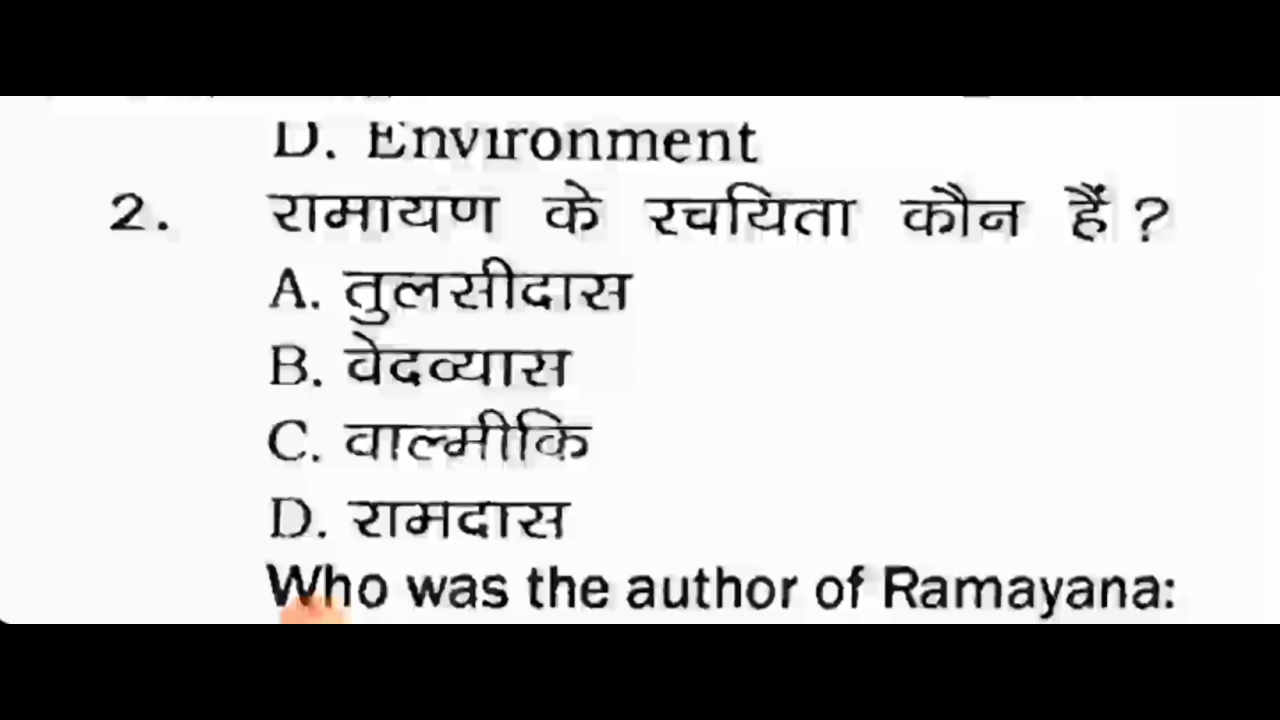 D. Environment
2. रामायण के रचयिता कौन हैं ?
A. तुलसीदास
B. वेदव्यास
C. वाल्मीकि
D. रामदास
Who was the author of Ramayana: